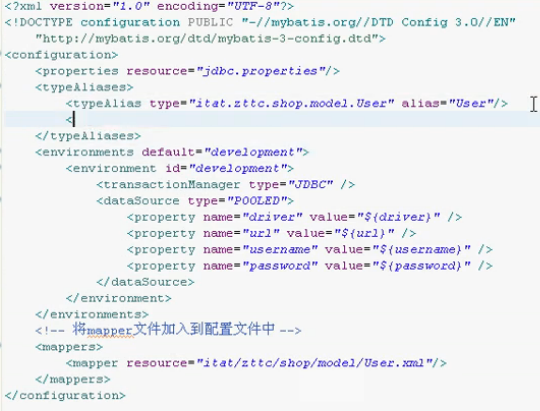 <?xml version="1.0" encoding="UTF-8"?>
<!DOCTYPE configuration PUBLIC "-//mybatis.org//DTD Config 3.0//EN"
"http://mybatis.org/dtd/mybatis-3-config.dtd">
<configuration>
<properties resource="jdbc.properties"/>
<typeAliases>
<typeAlias type="itat.zttc.shop.model.User" alias="User"/>
<
</typeAliases>
<environments default="development">
<environment id="development">
<transactionManager type="JDBC" />
<dataSource type="POOLED">
<property name="driver" value="${driver}" />
<property name="url" value="${url}" />
<property name="username" value="${username}" />
<property name="password" value="${password}" />
</dataSource>
</environment>
</environments>
<!-- 将mapper文件加入到配置文件中 -->
<mappers>
<mapper resource="itat/zttc/shop/model/User.xml"/>
</mappers>
</configuration>